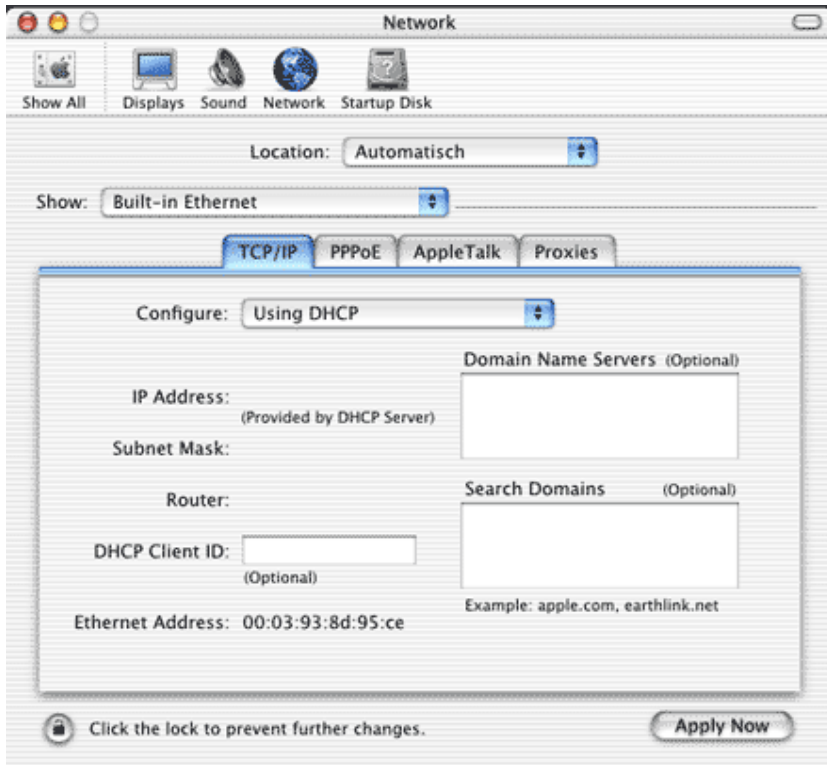 Network
Show All Displays Sound Network Startup Disk
Location: Automatisch
Show: Built-in Ethernet
TCP/IP PPPoE AppleTalk Proxies
Configure: Using DHCP
Domain Name Servers (Optional)
IP Address:
(Provided by DHCP Server)
Subnet Mask:
Search Domains (Optional)
Router:
DHCP Client ID:
(Optional)
Example: apple.com, earthlink.net
Ethernet Address: 00:03:93:8d:95:ce
Click the lock to prevent further changes.
Apply Now